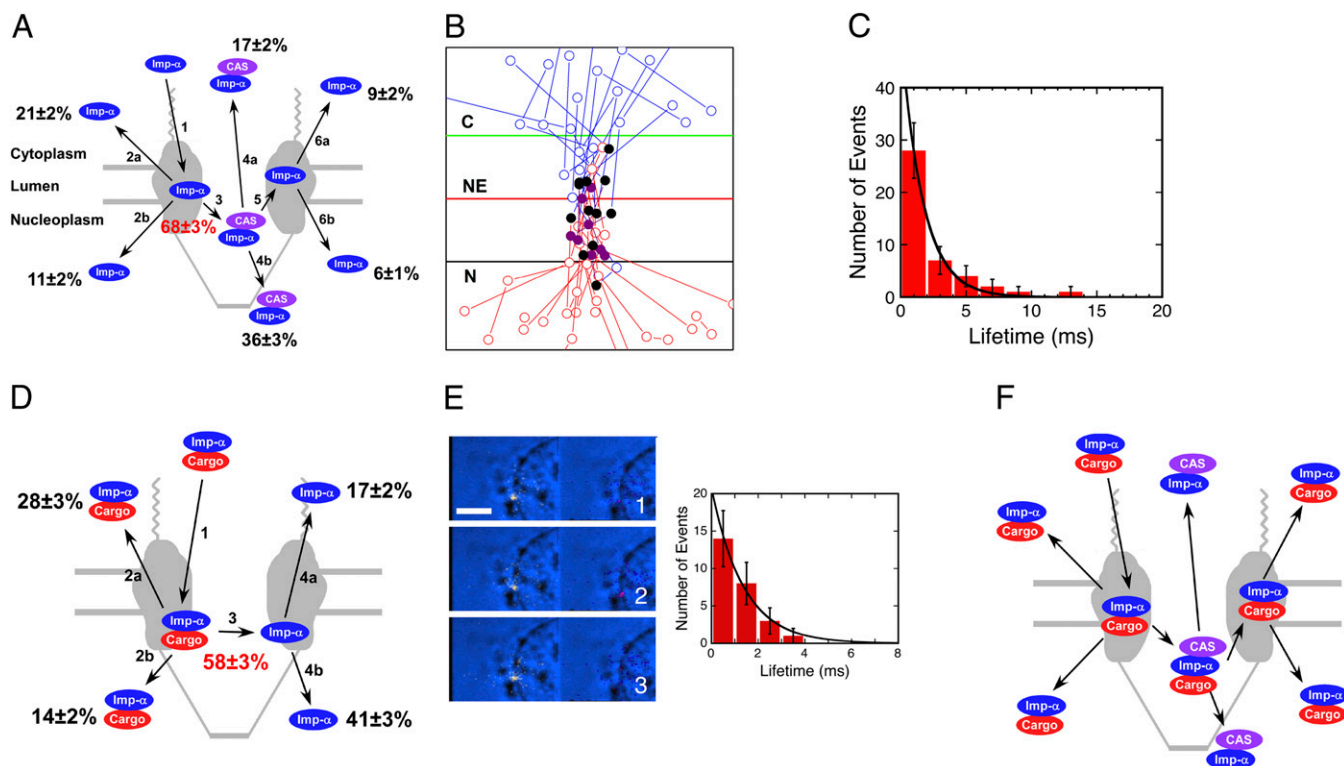 A
Imp-α
CAS
Imp-α
17±2%
Imp-α
9±2%
21±2%
Imp-α
1
2a
4a
6a
Cytoplasm
Lumen
Nucleoplasm
Imp-α
Imp-α
2b
3
5
6b
68±3%
CAS
Imp-α
4b
11±2%
Imp-α
Imp-α
6±1%
CAS
Imp-α
36±3%
B
C
NE
N
C
Number of Events
40
30
20
10
0
0 5 10 15 20
Lifetime (ms)
D
Imp-α
Cargo
28±3%
Imp-α
Cargo
Imp-α
17±2%
1
2a
4a
Imp-α
Cargo
3
Imp-α
58±3%
2b
4b
14±2%
Imp-α
Cargo
Imp-α
41±3%
E
1
2
3
Number of Events
20
15
10
5
0
0 2 4 6 8
Lifetime (ms)
F
Imp-α
Cargo
CAS
Imp-α
Imp-α
Cargo
Imp-α
Cargo
Imp-α
Cargo
Imp-α
Cargo
CAS
Imp-α
Cargo
Imp-α
Cargo
Imp-α
Cargo
CAS
Imp-α